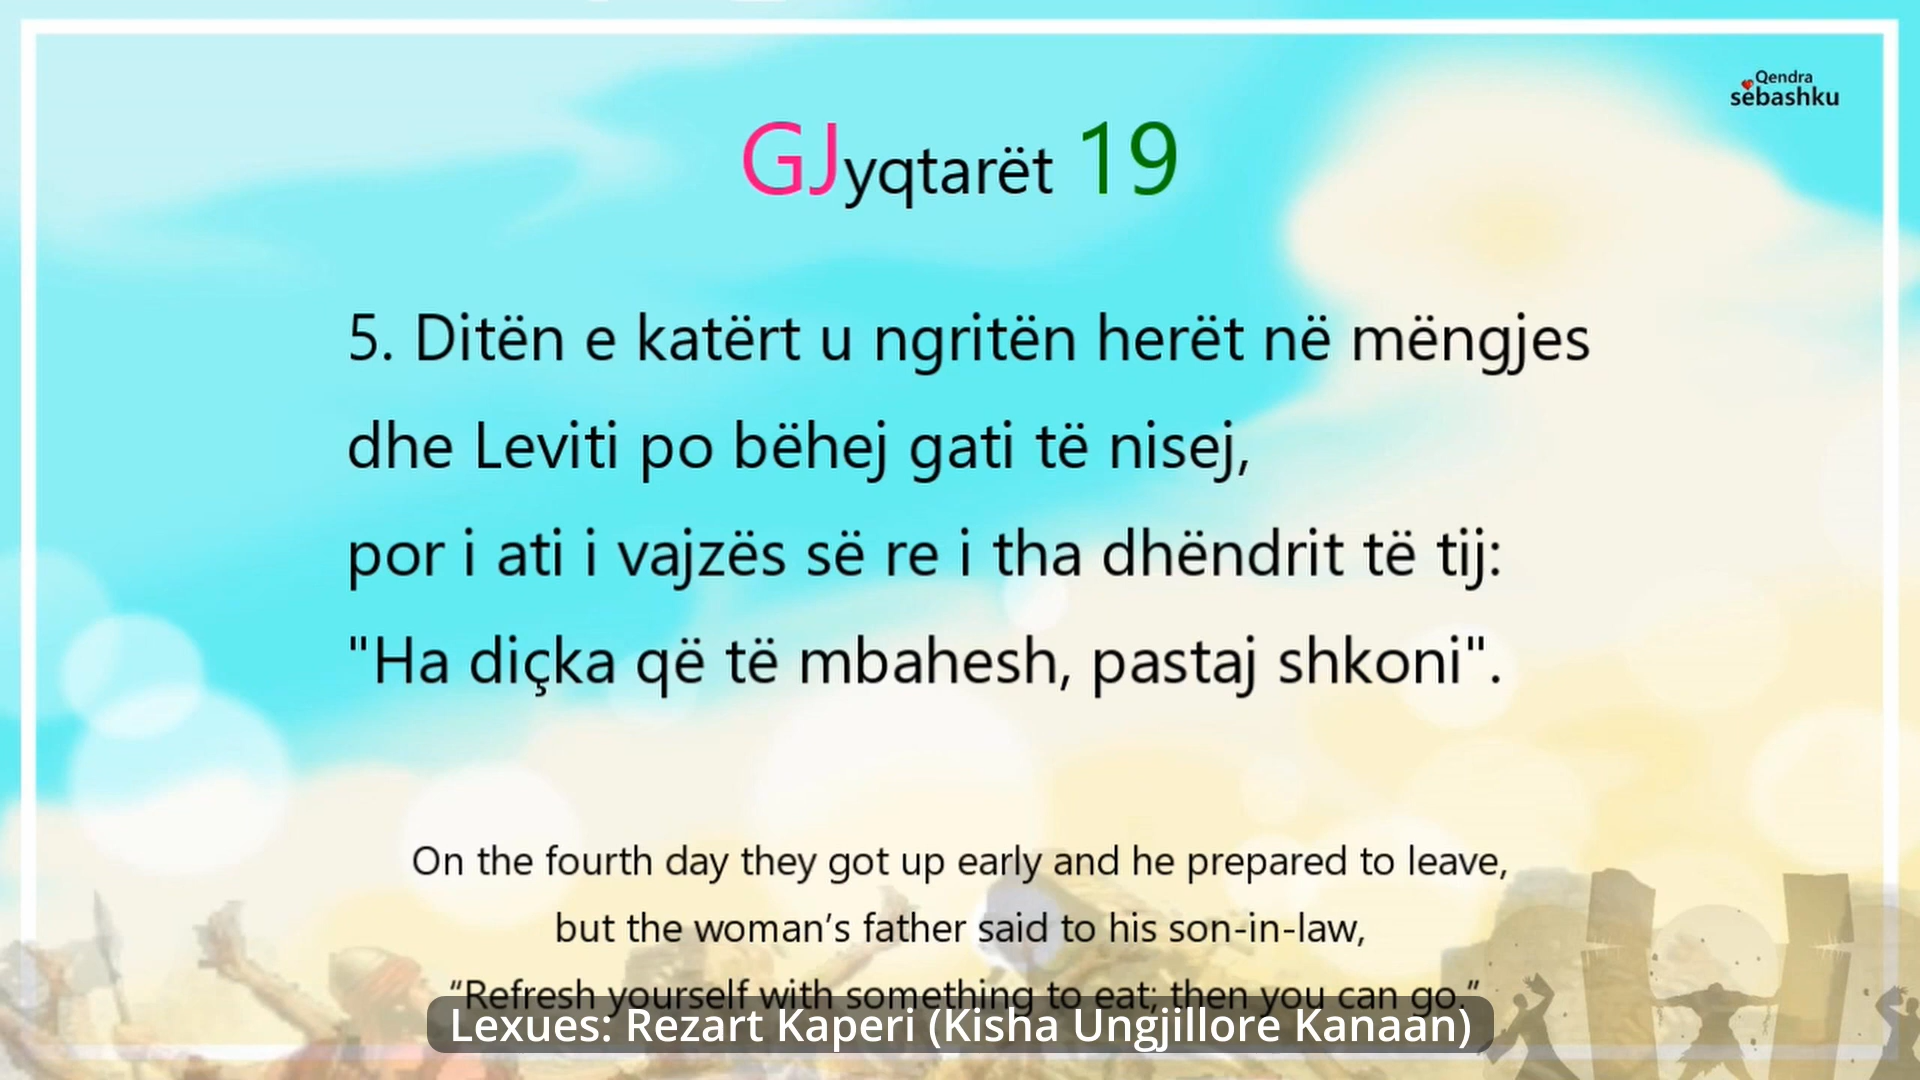 Qendra
sëbashku
GJyqtarët 19
5. Ditën e katërt u ngritën herët në mëngjes
dhe Leviti po bëhej gati të nisej,
por i ati i vajzës së re i tha dhëndrit të tij:
"Ha diçka që të mbahesh, pastaj shkoni".
On the fourth day they got up early and he prepared to leave,
but the woman’s father said to his son-in-law,
“Refresh yourself with something to eat; then you can go.”
Lexues: Rezart Kaperi (Kisha Ungjillore Kanaan)